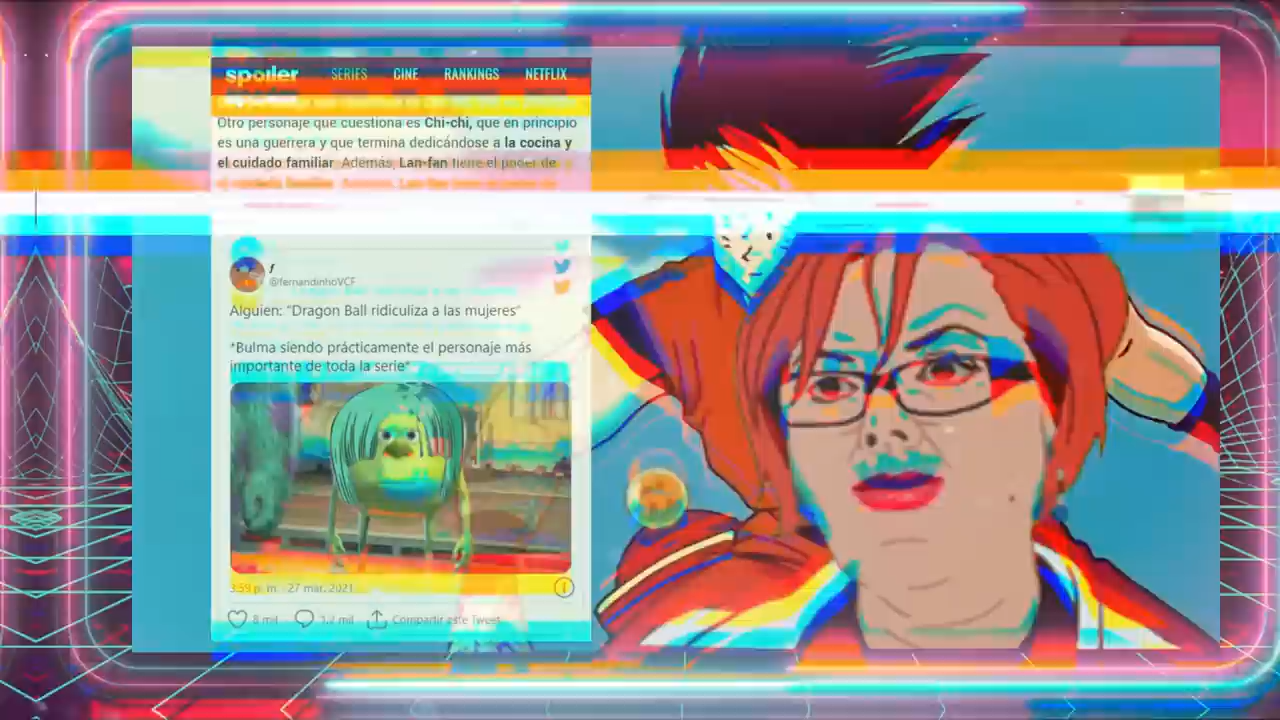 spoiler SERIES CINE RANKINGS NETFLIX
Otro personaje que cuestiona es Chi-chi, que en principio
es una guerrera y que termina dedicándose a la cocina y
el cuidado familiar. Además, Lan-fan tiene el poder de
f
@fernandinhoVCF
Alguien: "Dragon Ball ridiculiza a las mujeres"
*Bulma siendo prácticamente el personaje más
importante de toda la serie*
3:59 p. m. · 27 mar. 2021
8 mil 1,2 mil Compartir este Tweet